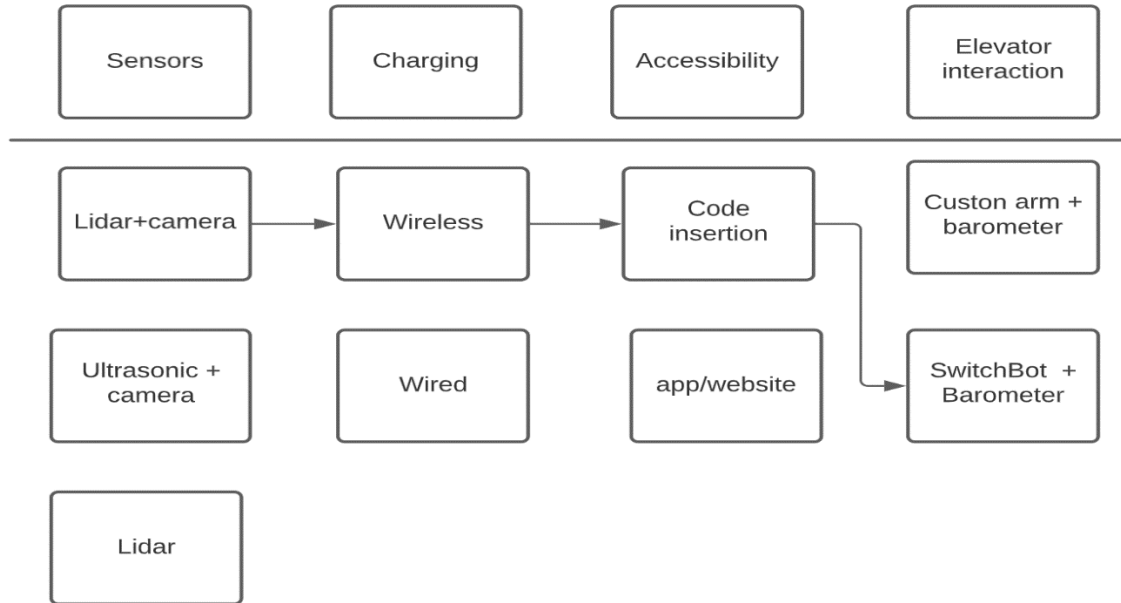 Sensors
Charging
Accessibility
Elevator
interaction
Lidar+camera
Wireless
Code
insertion
Custon arm +
barometer
Ultrasonic +
camera
Wired
app/website
SwitchBot +
Barometer
Lidar